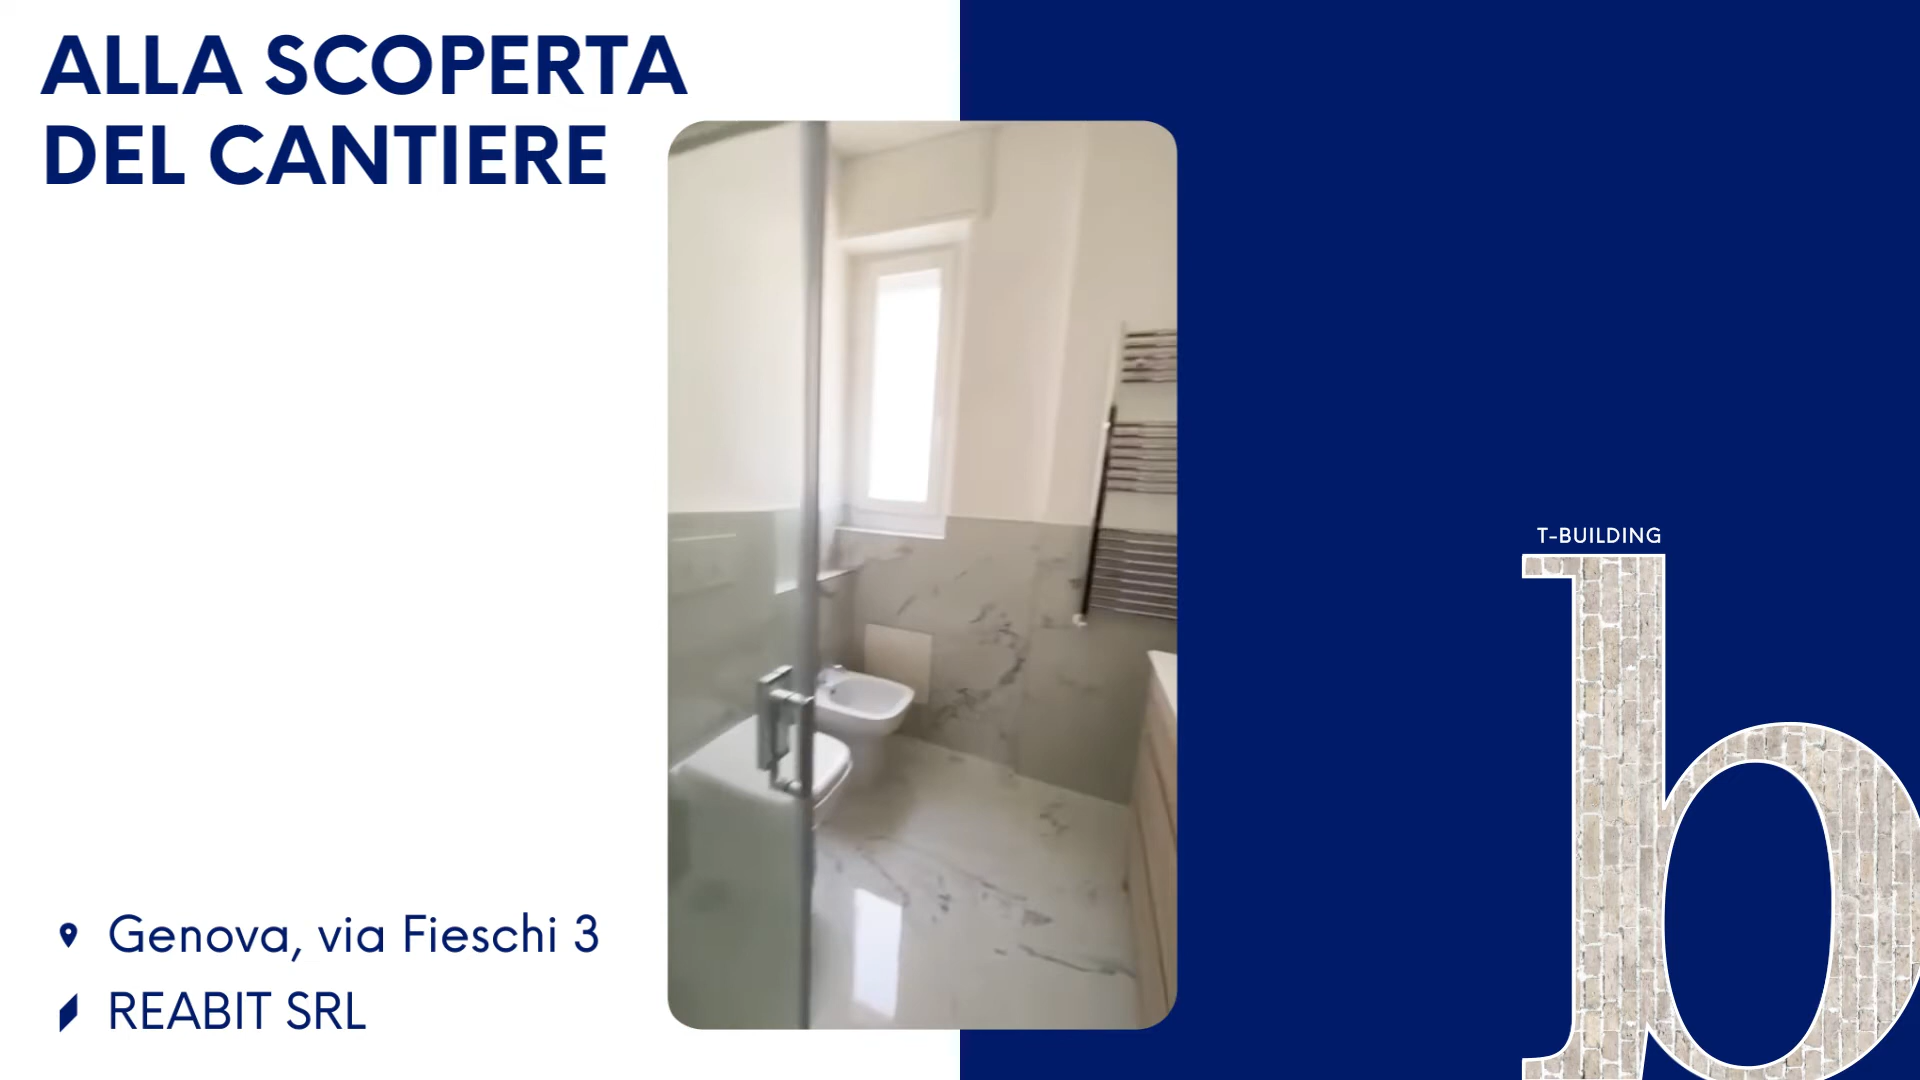 ALLA SCOPERTA
DEL CANTIERE
Genova, via Fieschi 3
REABIT SRL
T-BUILDING
b